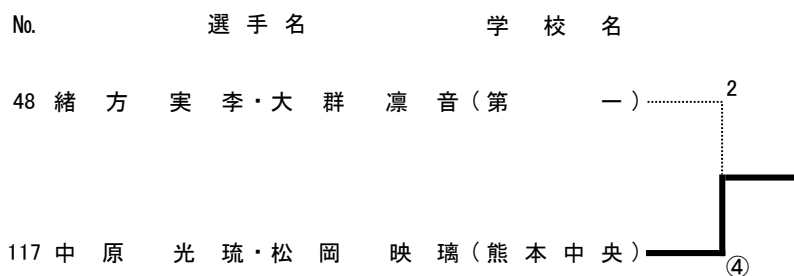 No. 選手名 学校名
48 緒方 実李・大群 凛音(第一) 2
117 中原 光琉・松岡 映璃(熊本中央) ④